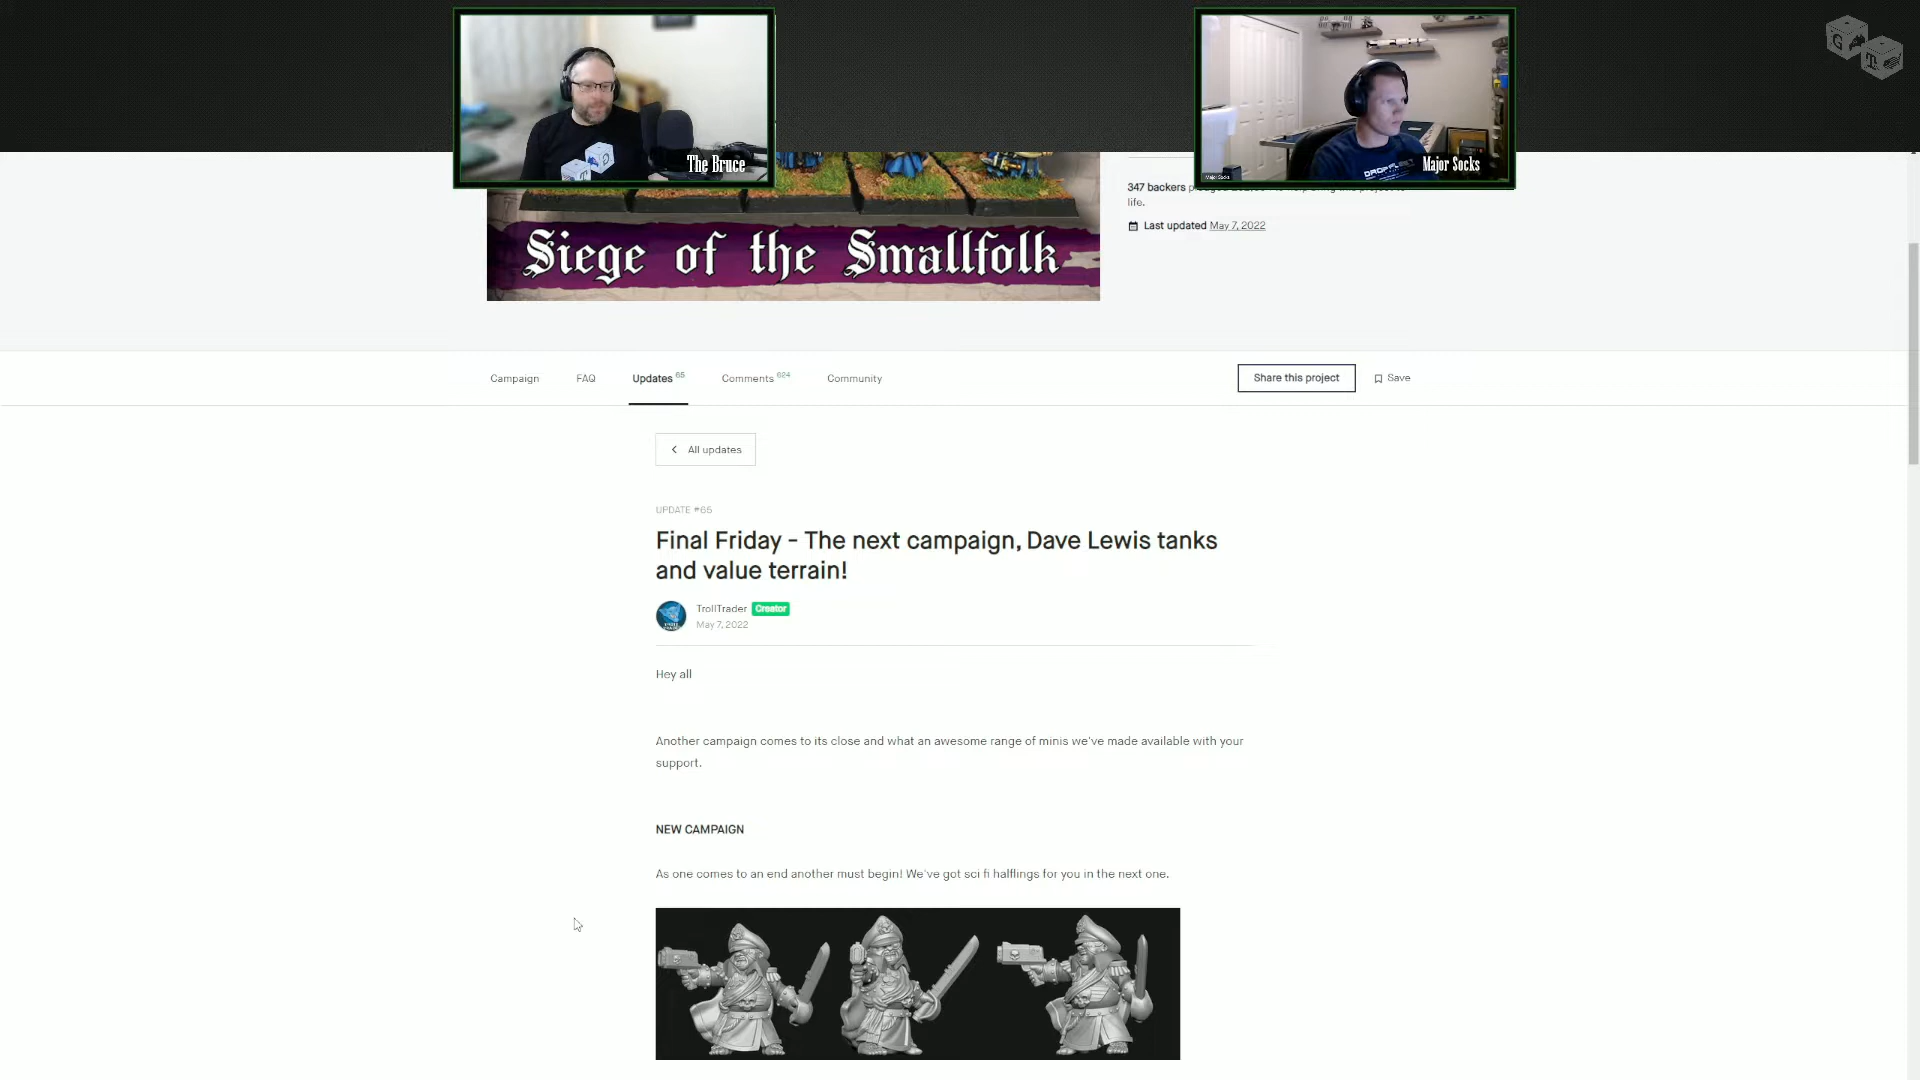 The Bruce
Major Socks
347 backers
life.
Last updated May 7, 2022
Siege of the Smallfolk
Campaign FAQ Updates 65 Comments 624 Community Share this project Save
All updates
UPDATE #65
Final Friday - The next campaign, Dave Lewis tanks
and value terrain!
TrollTrader Creator
May 7, 2022
Hey all
Another campaign comes to its close and what an awesome range of minis we've made available with your
support.
NEW CAMPAIGN
As one comes to an end another must begin! We've got sci fi halflings for you in the next one.